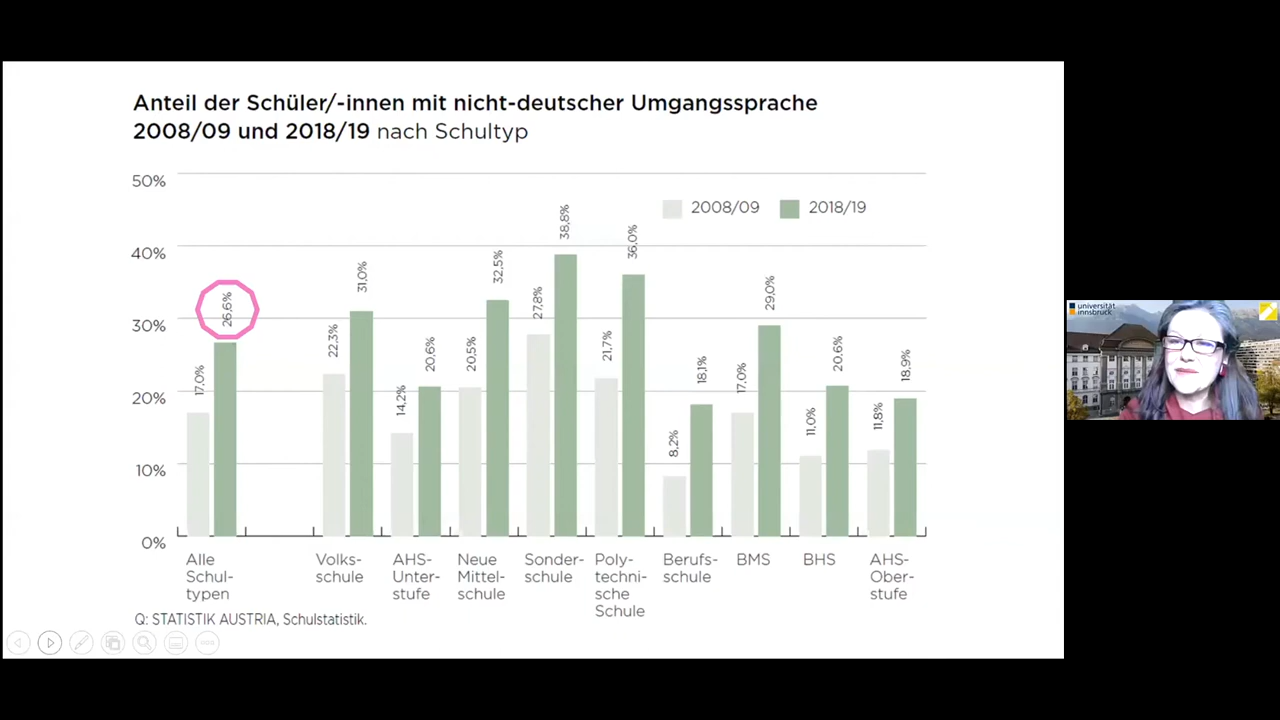 Anteil der Schüler/-innen mit nicht-deutscher Umgangssprache
2008/09 und 2018/19 nach Schultyp
50%
40%
30%
20%
10%
0%
2008/09
2018/19
17,0%
26,6%
22,3%
31,0%
14,2%
20,6%
20,5%
32,5%
27,8%
38,8%
21,7%
36,0%
8,2%
18,1%
17,0%
29,0%
11,0%
20,6%
11,8%
18,9%
Alle
Schul-
typen
Volks-
schule
AHS-
Unter-
stufe
Neue
Mittel-
schule
Sonder-
schule
Poly-
techni-
sche
Schule
Berufs-
schule
BMS
BHS
AHS-
Ober-
stufe
Q: STATISTIK AUSTRIA, Schulstatistik.
universität
innsbruck